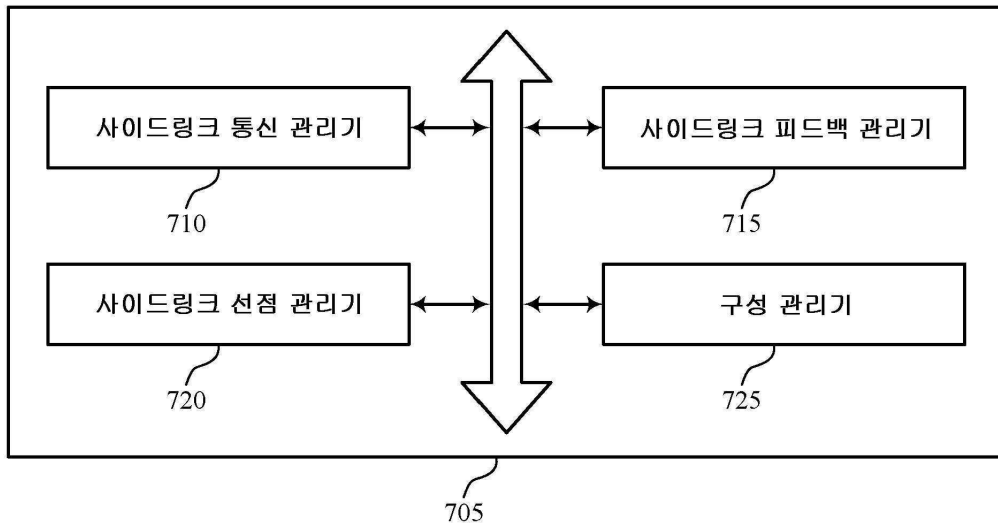 사이드링크 통신 관리기
사이드링크 피드백 관리기
710
715
사이드링크 선점 관리기
구성 관리기
720
725
705